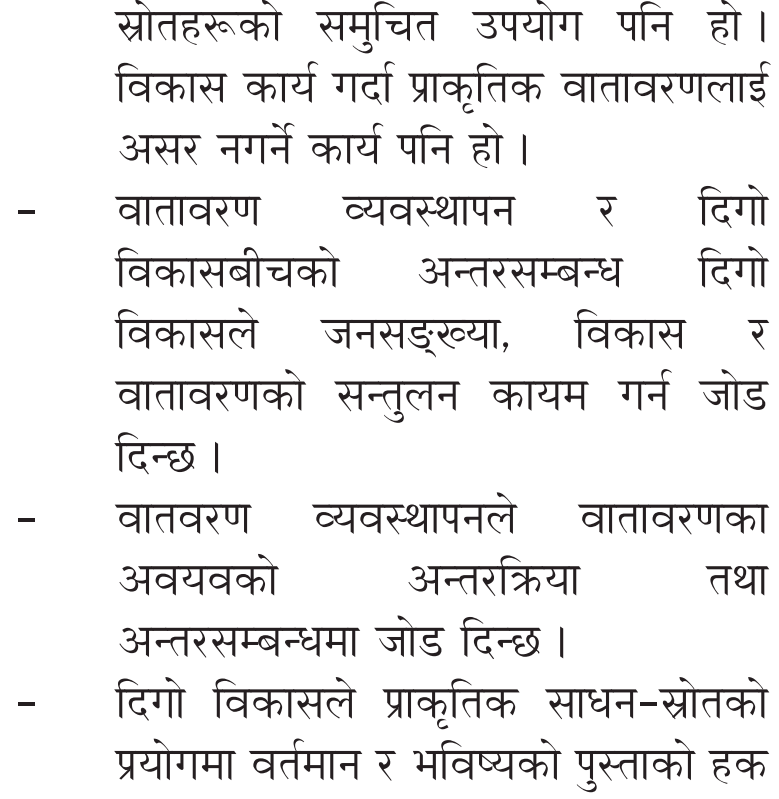 स्रोतहरूको समुचित उपयोग पनि हो ।
विकास कार्य गर्दा प्राकृतिक वातावरणलाई
असर नगर्ने कार्य पनि हो ।
- वातावरण व्यवस्थापन र दिगो
विकासबीचको अन्तरसम्बन्ध दिगो
विकासले जनसङ्ख्या, विकास र
वातावरणको सन्तुलन कायम गर्न जोड
दिन्छ ।
- वातवरण व्यवस्थापनले वातावरणका
अवयवको अन्तरक्रिया तथा
अन्तरसम्बन्धमा जोड दिन्छ ।
- दिगो विकासले प्राकृतिक साधन-स्रोतको
प्रयोगमा वर्तमान र भविष्यको पुस्ताको हक